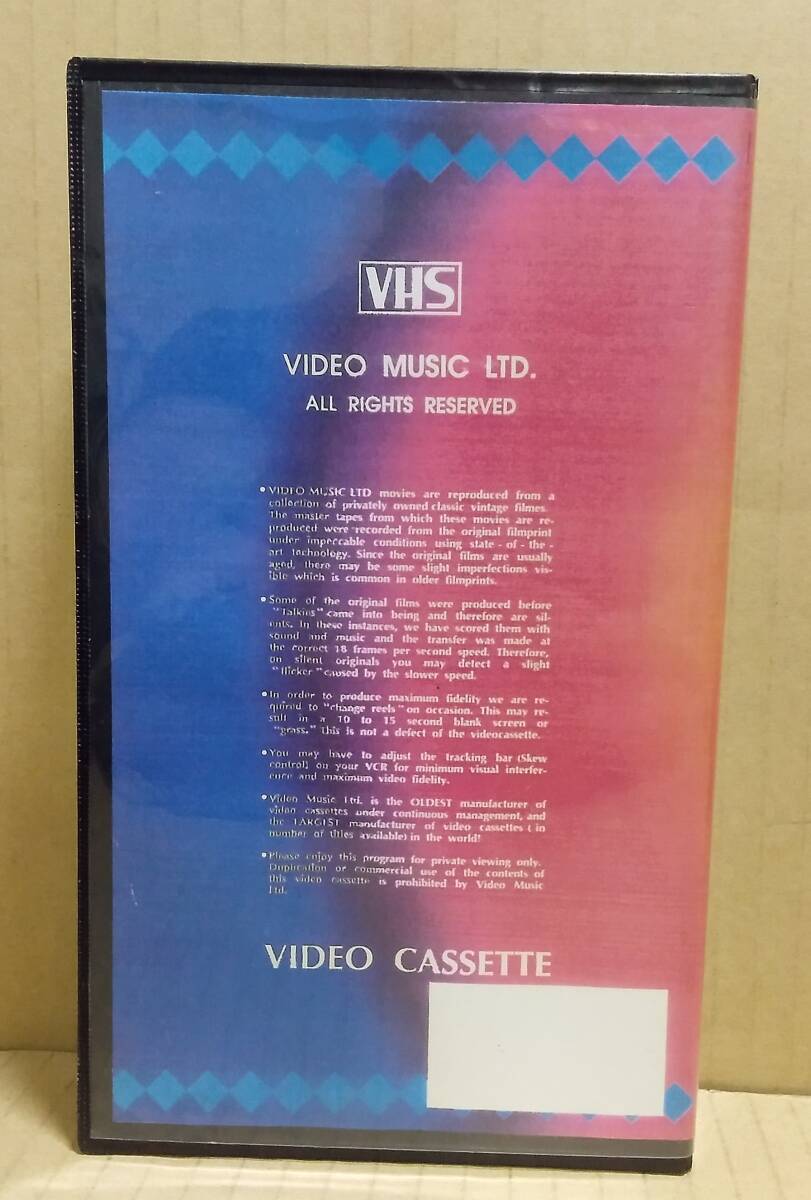 VHS
VIDEO MUSIC LTD.
ALL RIGHTS RESERVED
• VIDEO MUSIC LTD movies are reproduced from a
collection of privately owned classic vintage filmes.
The master tapes from which these movies are re-
produced were recorded from the original filmprint
under impeccable conditions using state - of - the -
art technology. Since the original films are usually
aged, there may be some slight imperfections vis-
ible which is common in older filmprints.
• Some of the original films were produced before
"Talkies" came into being and therefore are sil-
ents. In these instances, we have scored them with
sound and music and the transfer was made at
the correct 18 frames per second speed. Therefore,
on silent originals you may detect a slight
"flicker" caused by the slower speed.
• In order to produce maximum fidelity we are re-
quired to "change reels" on occasion. This may re-
sult in a 10 to 15 second blank screen or
"grass." This is not a defect of the videocassette.
• You may have to adjust the tracking bar (Skew
control) on your VCR for minimum visual interfer-
ence and maximum video fidelity.
• Video Music Ltd. is the OLDEST manufacturer of
video cassettes under continuous management, and
the LARGEST manufacturer of video cassettes ( in
number of titles available) in the world!
• Please enjoy this program for private viewing only.
Duplication or commercial use of the contents of
this video cassette is prohibited by Video Music
Ltd.
VIDEO CASSETTE